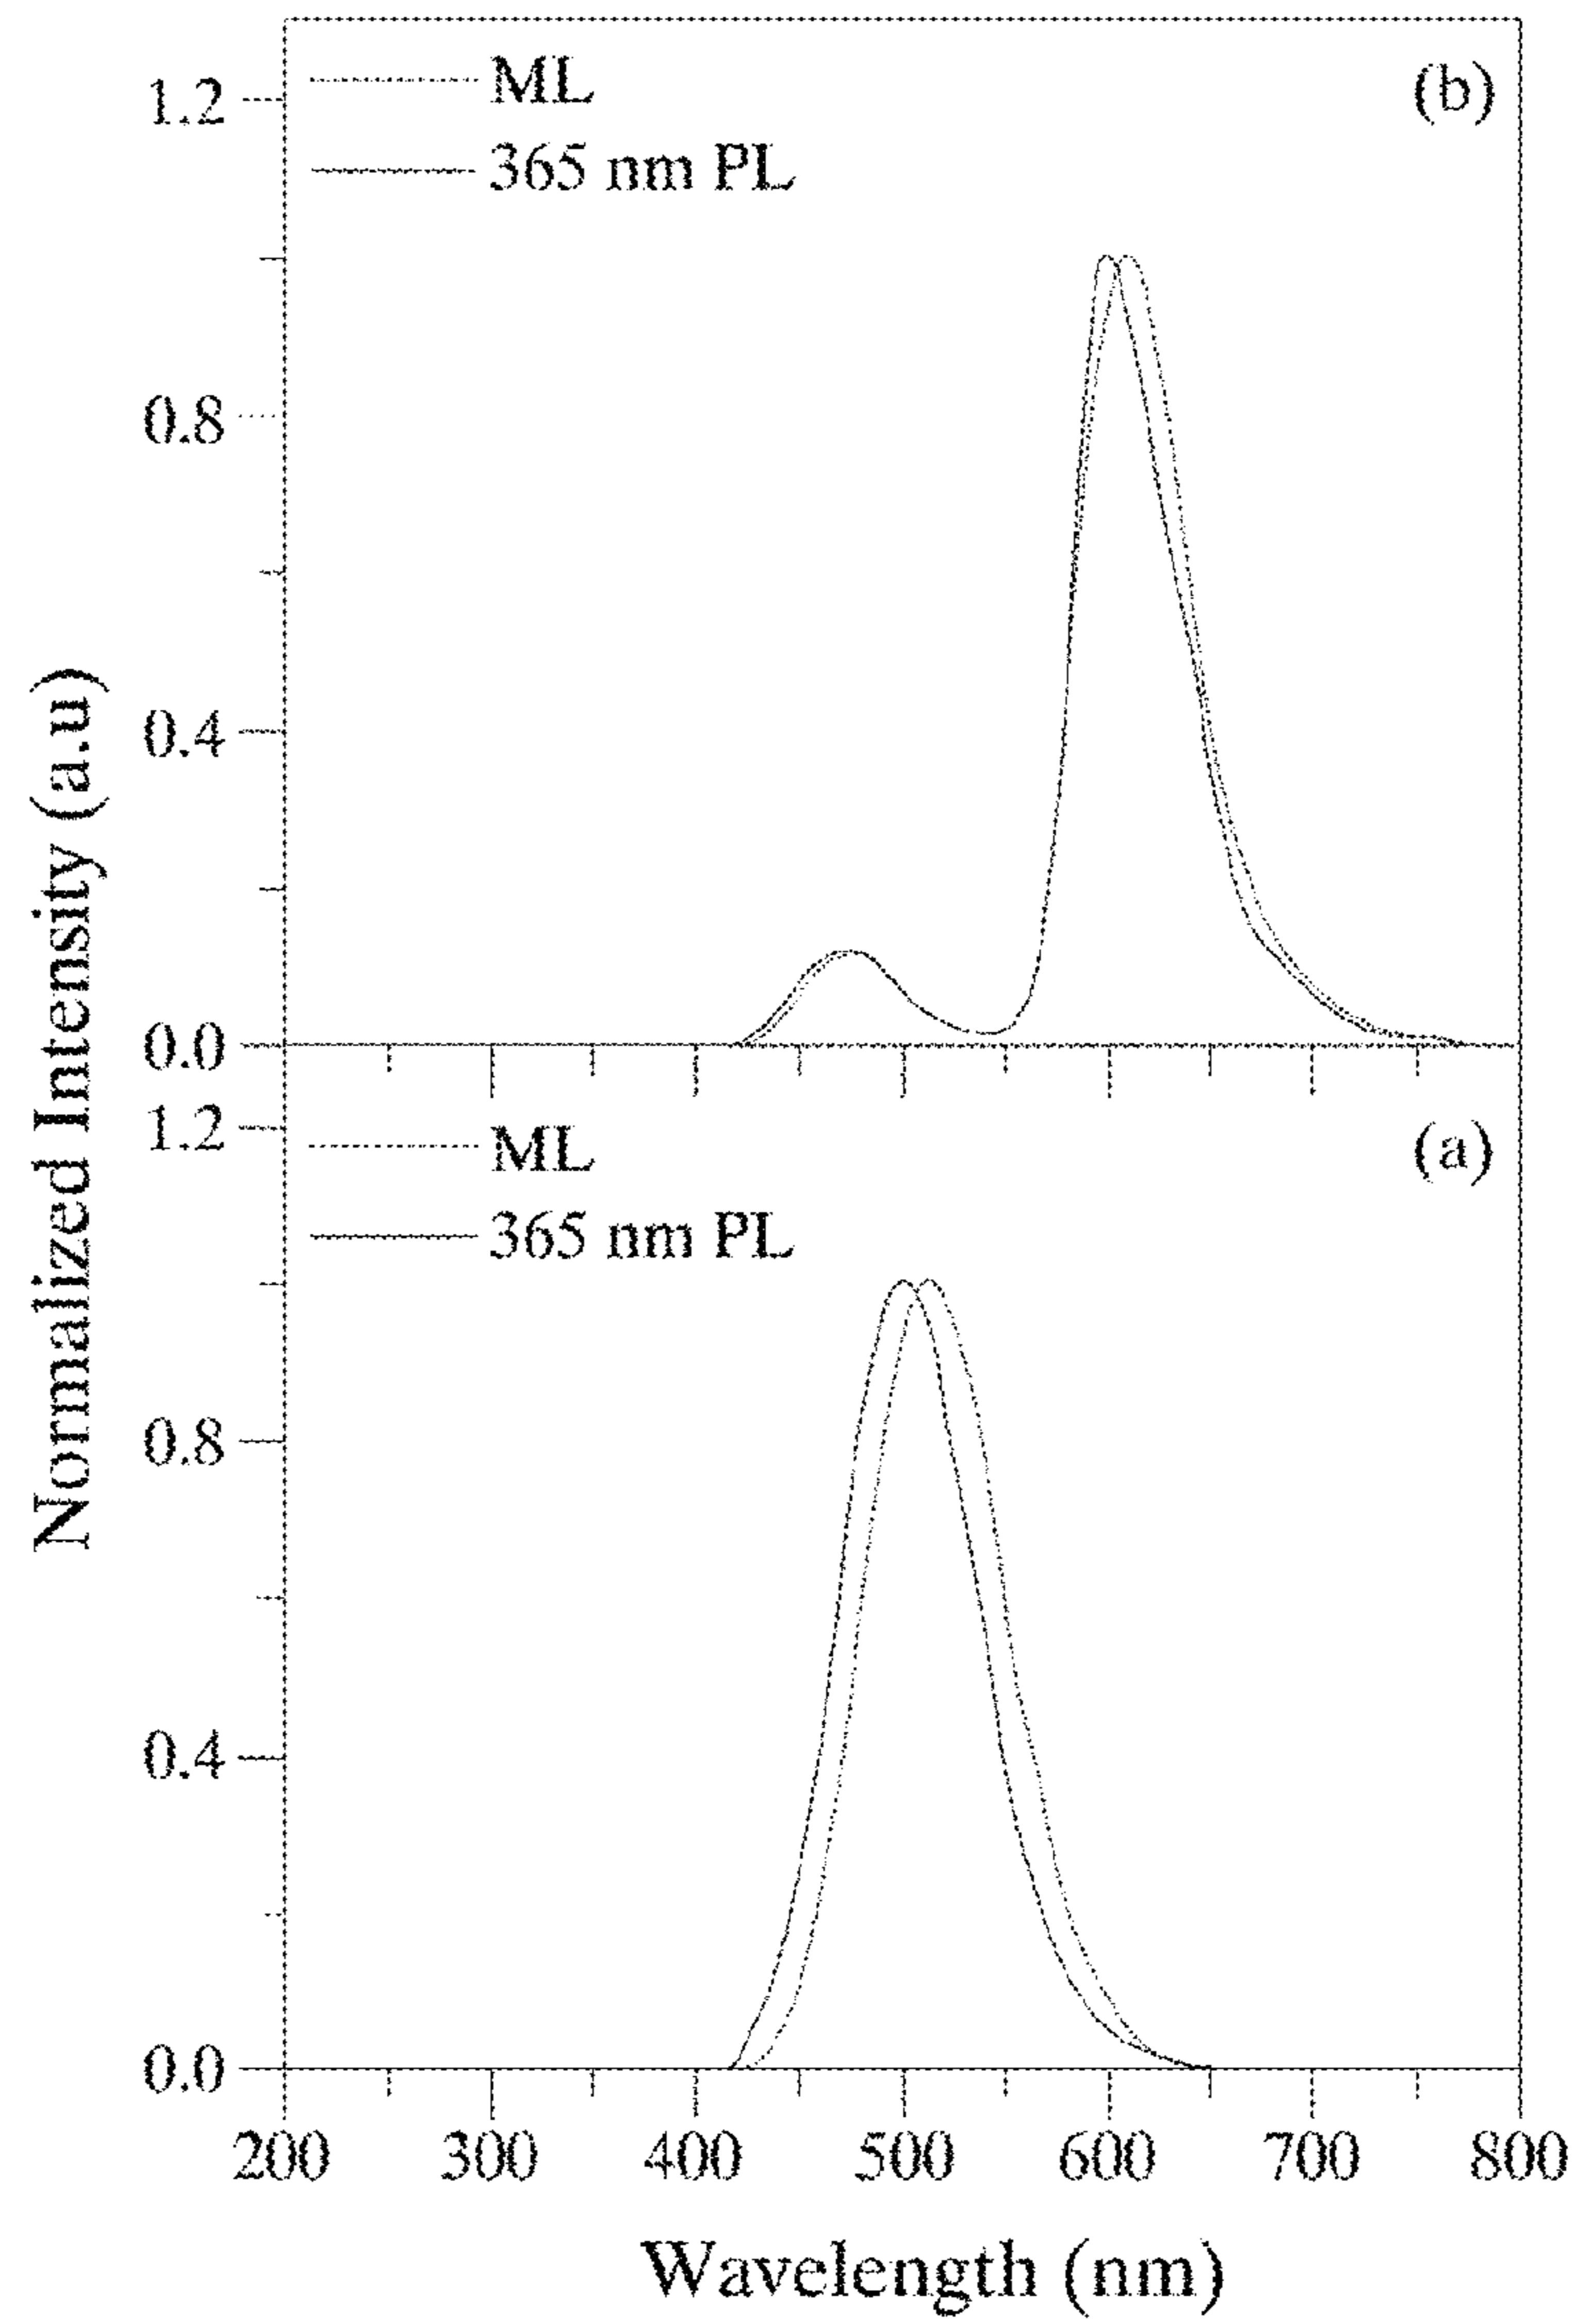 ML
(b)
1.2
365 nm PL
0.8
0.4
0.0
Normalized Intensity (a.u)
1.2
ML
(a)
365 nm PL
0.8
0.4
0.0
200 300 400 500 600 700 800
Wavelength (nm)